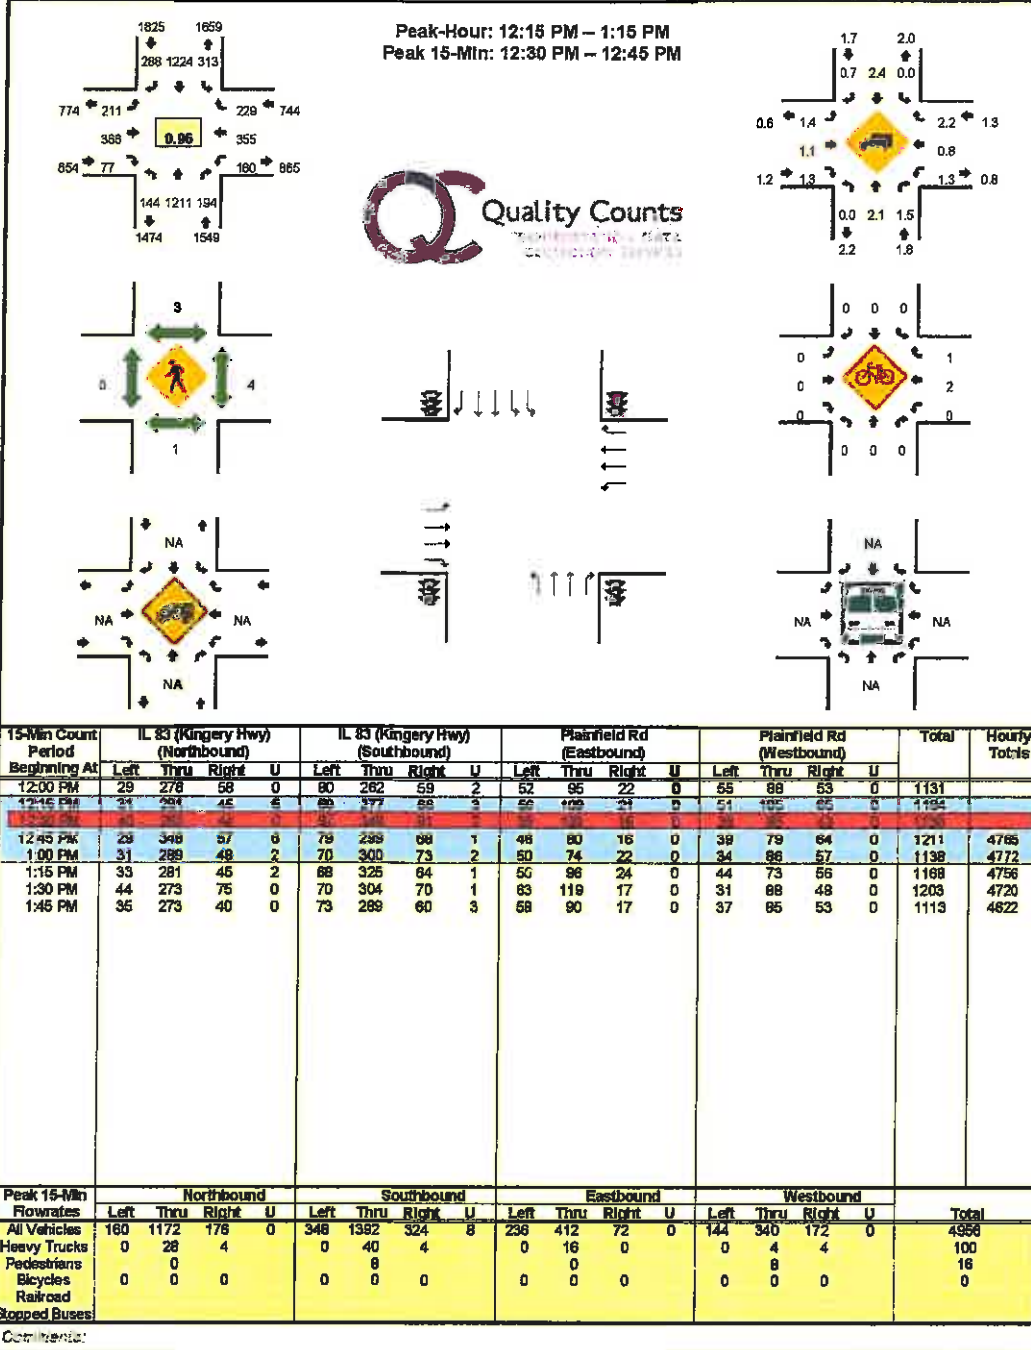 Peak-Hour: 12:15 PM – 1:15 PM
Peak 15-Min: 12:30 PM – 12:45 PM
1825 1659
288 1224 313
774 211 229 744
0.96 355
854 77 160 865
144 1211 194
1474 1549
1.7 2.0
0.7 2.4 0.0
0.6 1.4 2.2 1.3
1.1 0.8
1.2 1.3 1.3 0.8
0.0 2.1 1.5
2.2 1.8
Quality Counts
3
0 4
1
0 0 0
0 1
0 2
0 0
0 0 0
NA
NA NA
NA
NA
NA NA
NA
15-Min Count Period Beginning At
IL 83 (Kingery Hwy) (Northbound)
IL 83 (Kingery Hwy) (Southbound)
Plainfield Rd (Eastbound)
Plainfield Rd (Westbound)
Total Hourly Totals
Left Thru Right U Left Thru Right U Left Thru Right U Left Thru Right U
12:00 PM 29 278 58 0 80 262 59 2 52 95 22 0 55 88 53 0 1131
12:45 PM 29 348 57 6 79 299 68 1 48 80 16 0 39 79 64 0 1211 4765
1:00 PM 31 289 48 2 70 300 73 2 50 74 22 0 34 86 57 0 1138 4772
1:15 PM 33 281 45 2 68 325 64 1 56 96 24 0 44 73 56 0 1168 4756
1:30 PM 44 273 75 0 70 304 70 1 63 119 17 0 31 88 48 0 1203 4720
1:45 PM 35 273 40 0 73 289 60 3 58 90 17 0 37 85 53 0 1113 4622
Peak 15-Min Flowrates
Northbound Southbound Eastbound Westbound
Left Thru Right U Left Thru Right U Left Thru Right U Left Thru Right U Total
All Vehicles 160 1172 176 0 348 1392 324 8 236 412 72 0 144 340 172 0 4956
Heavy Trucks 0 28 4 0 40 4 0 16 0 0 4 4 100
Pedestrians 0 8 0 8 16
Bicycles 0 0 0 0 0 0 0 0 0 0 0 0 0
Railroad
Stopped Buses
Comments: